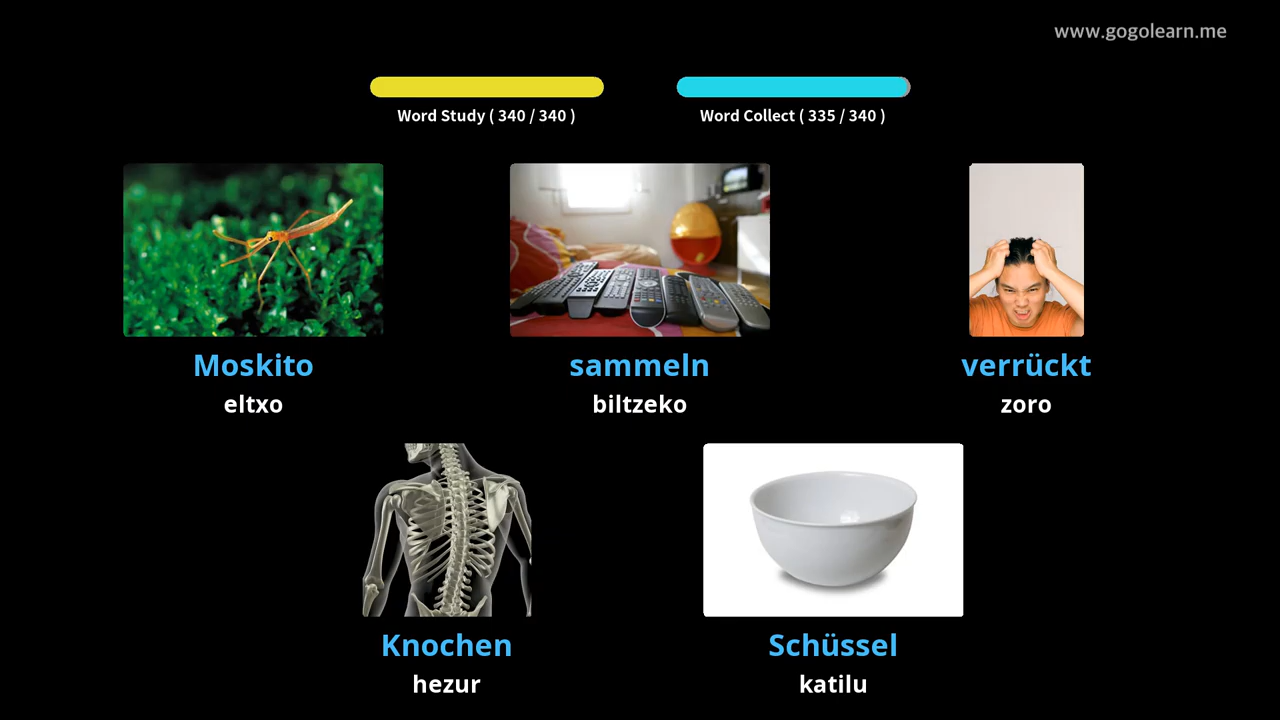 www.gogolearn.me
Word Study ( 340 / 340 )
Word Collect ( 335 / 340 )
Moskito
eltxo
sammeln
biltzeko
verrückt
zoro
Knochen
hezur
Schüssel
katilu